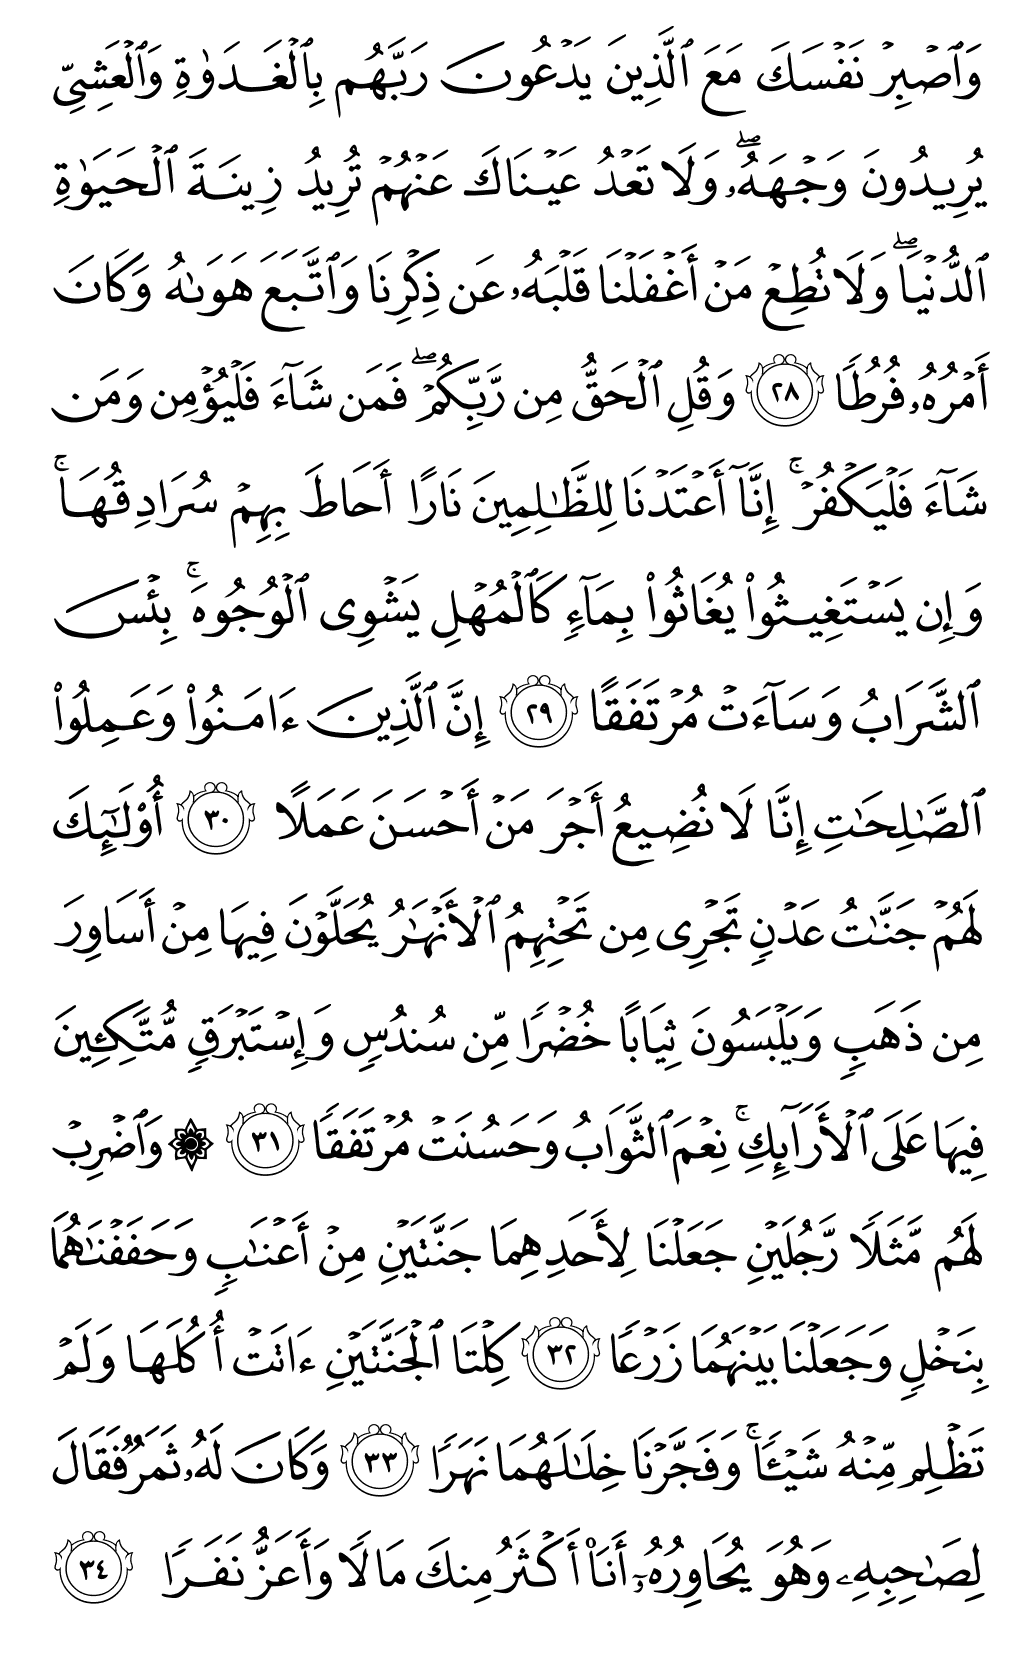 وَٱصۡبِرۡ نَفۡسَكَ مَعَ ٱلَّذِينَ يَدۡعُونَ رَبَّهُم بِٱلۡغَدَوٰةِ وَٱلۡعَشِيِّ
يُرِيدُونَ وَجۡهَهُۥۖ وَلَا تَعۡدُ عَيۡنَاكَ عَنۡهُمۡ تُرِيدُ زِينَةَ ٱلۡحَيَوٰةِ
ٱلدُّنۡيَاۖ وَلَا تُطِعۡ مَنۡ أَغۡفَلۡنَا قَلۡبَهُۥ عَن ذِكۡرِنَا وَٱتَّبَعَ هَوَىٰهُ وَكَانَ
أَمۡرُهُۥ فُرُطٗا ٢٨ وَقُلِ ٱلۡحَقُّ مِن رَّبِّكُمۡۖ فَمَن شَآءَ فَلۡيُؤۡمِن وَمَن
شَآءَ فَلۡيَكۡفُرۡۚ إِنَّآ أَعۡتَدۡنَا لِلظَّٰلِمِينَ نَارًا أَحَاطَ بِهِمۡ سُرَادِقُهَاۚ
وَإِن يَسۡتَغِيثُواْ يُغَاثُواْ بِمَآءٖ كَٱلۡمُهۡلِ يَشۡوِي ٱلۡوُجُوهَۚ بِئۡسَ
ٱلشَّرَابُ وَسَآءَتۡ مُرۡتَفَقًا ٢٩ إِنَّ ٱلَّذِينَ ءَامَنُواْ وَعَمِلُواْ
ٱلصَّٰلِحَٰتِ إِنَّا لَا نُضِيعُ أَجۡرَ مَنۡ أَحۡسَنَ عَمَلًا ٣٠ أُوْلَٰٓئِكَ
لَهُمۡ جَنَّٰتُ عَدۡنٖ تَجۡرِي مِن تَحۡتِهِمُ ٱلۡأَنۡهَٰرُ يُحَلَّوۡنَ فِيهَا مِنۡ أَسَاوِرَ
مِن ذَهَبٖ وَيَلۡبَسُونَ ثِيَابًا خُضۡرٗا مِّن سُندُسٖ وَإِسۡتَبۡرَقٖ مُّتَّكِـِٔينَ
فِيهَا عَلَى ٱلۡأَرَآئِكِۚ نِعۡمَ ٱلثَّوَابُ وَحَسُنَتۡ مُرۡتَفَقٗا ٣١ ۞ وَٱضۡرِبۡ
لَهُم مَّثَلٗا رَّجُلَيۡنِ جَعَلۡنَا لِأَحَدِهِمَا جَنَّتَيۡنِ مِنۡ أَعۡنَٰبٖ وَحَفَفۡنَٰهُمَا
بِنَخۡلٖ وَجَعَلۡنَا بَيۡنَهُمَا زَرۡعٗا ٣٢ كِلۡتَا ٱلۡجَنَّتَيۡنِ ءَاتَتۡ أُكُلَهَا وَلَمۡ
تَظۡلِم مِّنۡهُ شَيۡـٔٗاۚ وَفَجَّرۡنَا خِلَٰلَهُمَا نَهَرٗا ٣٣ وَكَانَ لَهُۥ ثَمَرٞ فَقَالَ
لِصَٰحِبِهِۦ وَهُوَ يُحَاوِرُهُۥٓ أَنَا۠ أَكۡثَرُ مِنكَ مَالٗا وَأَعَزُّ نَفَرٗا ٣٤